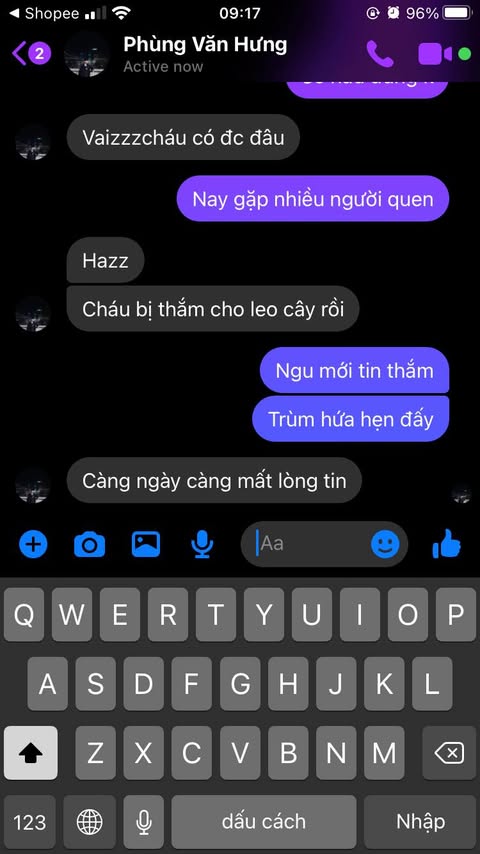 Shopee
09:17
96%
2
Phùng Văn Hưng
Active now
Vaizzzcháu có đc đâu
Nay gặp nhiều người quen
Hazz
Cháu bị thắm cho leo cây rồi
Ngu mới tin thắm
Trùm hứa hẹn đấy
Càng ngày càng mất lòng tin
Aa
Q W E R T Y U I O P
A S D F G H J K L
Z X C V B N M
123
dấu cách
Nhập